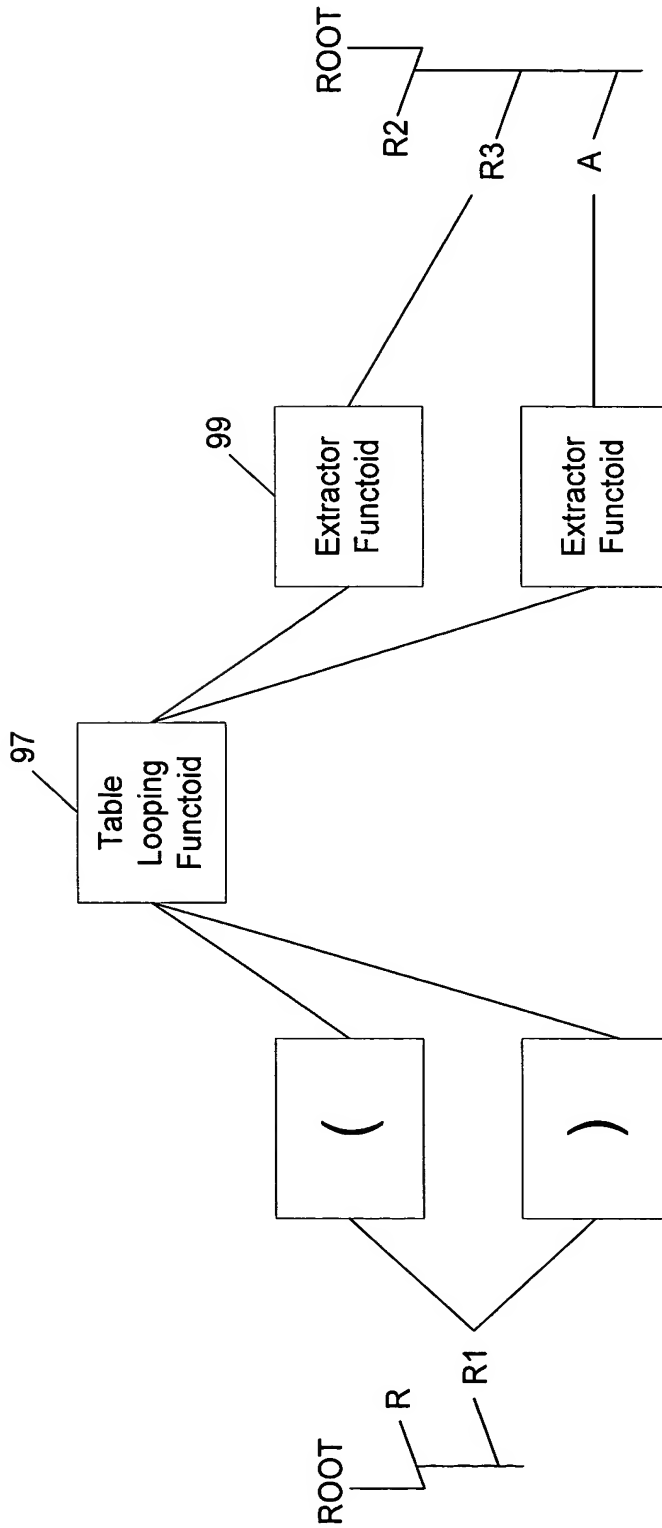 ROOT
R
R1
(
)
97
Table
Looping
Functoid
99
Extractor
Functoid
Extractor
Functoid
ROOT
R2
R3
A